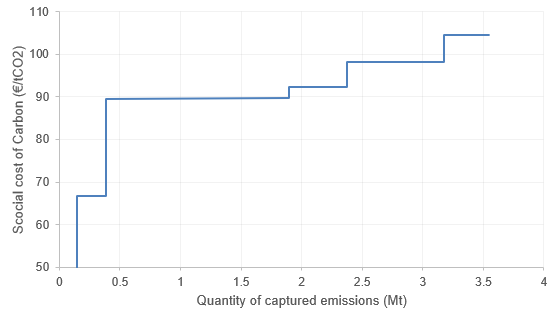 110
100
90
80
70
60
50
Scocial cost of Carbon (€/tCO2)
0 0.5 1 1.5 2 2.5 3 3.5 4
Quantity of captured emissions (Mt)